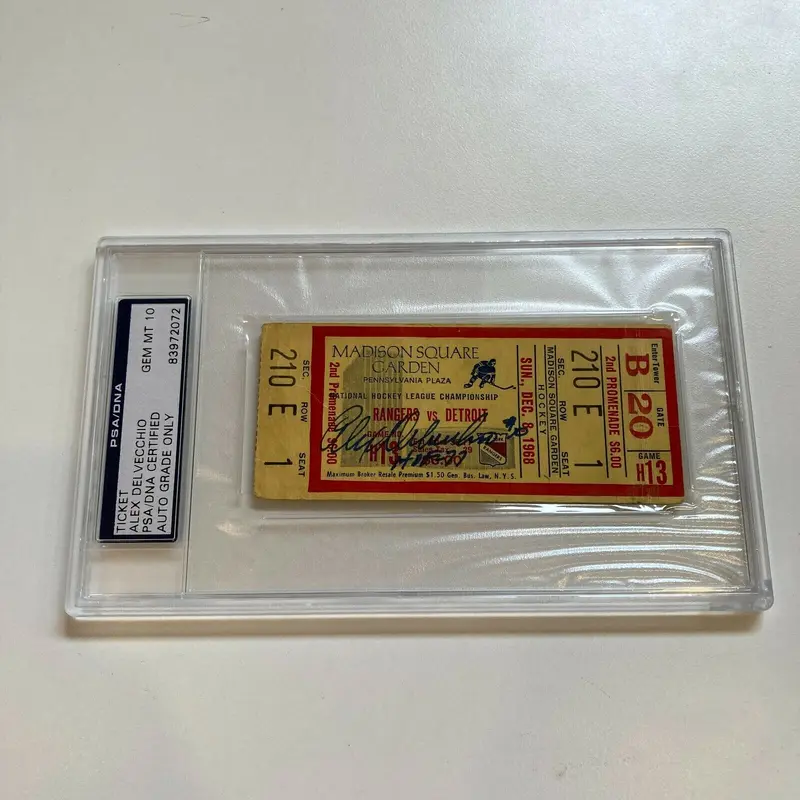 PSA/DNA
TICKET
ALEX DELVECCHIO
PSA/DNA CERTIFIED
AUTO GRADE ONLY
GEM MT 10
83972072
SEC. ROW SEAT
210 E 1
2nd Promenade $6.00
MADISON SQUARE
GARDEN
PENNSYLVANIA PLAZA
NATIONAL HOCKEY LEAGUE CHAMPIONSHIP
RANGERS vs. DETROIT
H13
Maximum Broker Resale Premium $1.50 Gen. Bus. Law, N.Y.S.
SUN., DEC. 8, 1968
HOCKEY
MADISON SQUARE GARDEN
SEC. ROW SEAT
210 E 1
2nd PROMENADE $6.00
Enter Tower GATE
B 20
GAME
H13